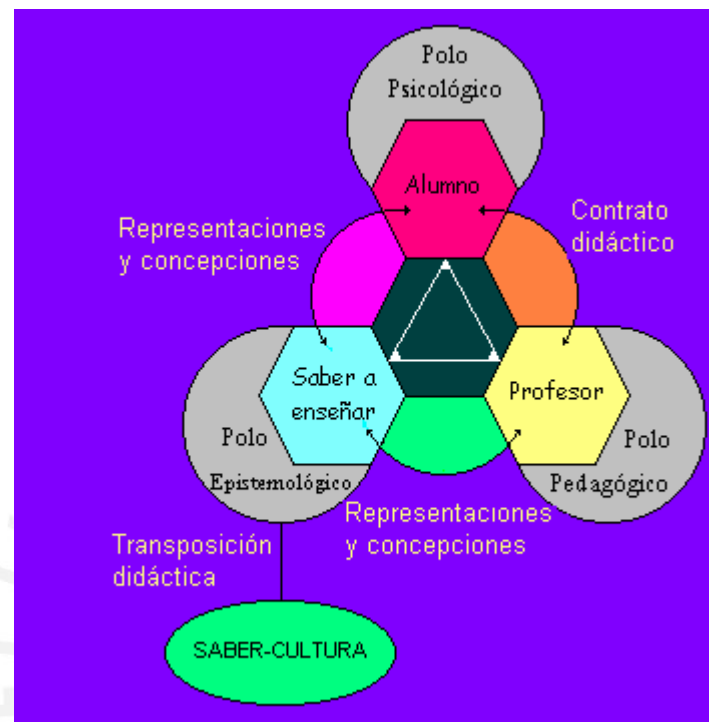 Polo
Psicológico
Alumno
Representaciones
y concepciones
Contrato
didáctico
Saber a
enseñar
Profesor
Polo
Epistemológico
Polo
Pedagógico
Representaciones
y concepciones
Transposición
didáctica
SABER-CULTURA